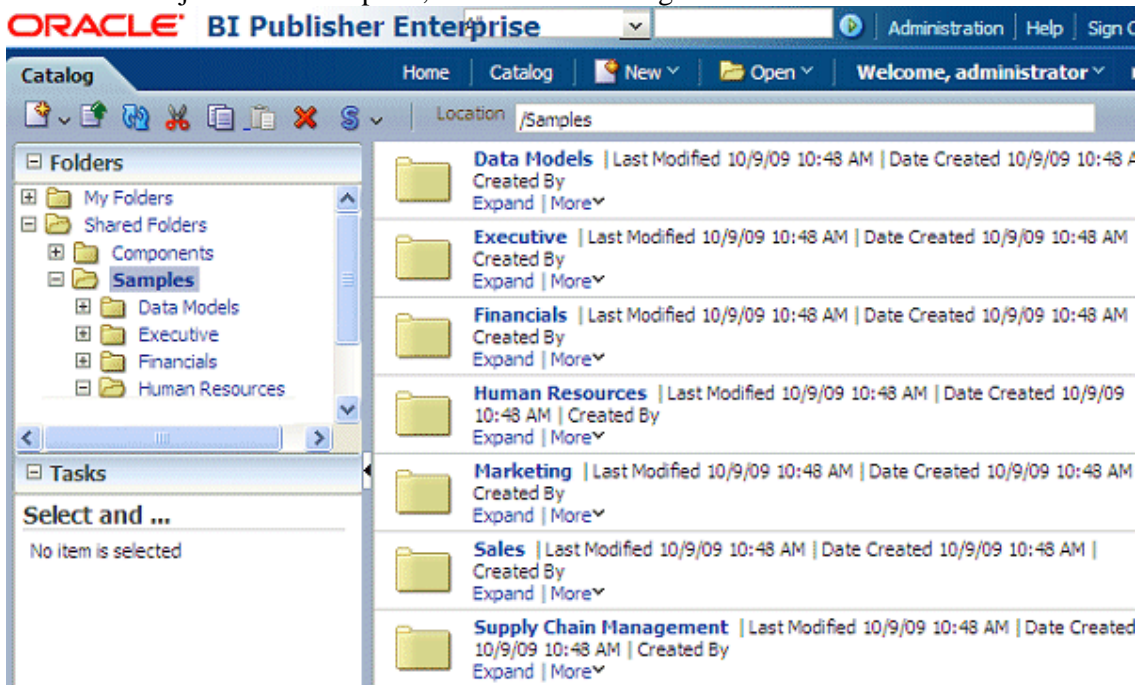 ORACLE BI Publisher Enterprise All Administration | Help | Sign
Catalog Home Catalog New Open Welcome, administrator
Location /Samples
Folders
My Folders
Shared Folders
Components
Samples
Data Models
Executive
Financials
Human Resources
Tasks
Select and ...
No item is selected
Data Models | Last Modified 10/9/09 10:48 AM | Date Created 10/9/09 10:48
Created By
Expand | More
Executive | Last Modified 10/9/09 10:48 AM | Date Created 10/9/09 10:48 AM
Created By
Expand | More
Financials | Last Modified 10/9/09 10:48 AM | Date Created 10/9/09 10:48 AM
Created By
Expand | More
Human Resources | Last Modified 10/9/09 10:48 AM | Date Created 10/9/09
10:48 AM | Created By
Expand | More
Marketing | Last Modified 10/9/09 10:48 AM | Date Created 10/9/09 10:48 AM
Created By
Expand | More
Sales | Last Modified 10/9/09 10:48 AM | Date Created 10/9/09 10:48 AM |
Created By
Expand | More
Supply Chain Management | Last Modified 10/9/09 10:48 AM | Date Created
10/9/09 10:48 AM | Created By
Expand | More